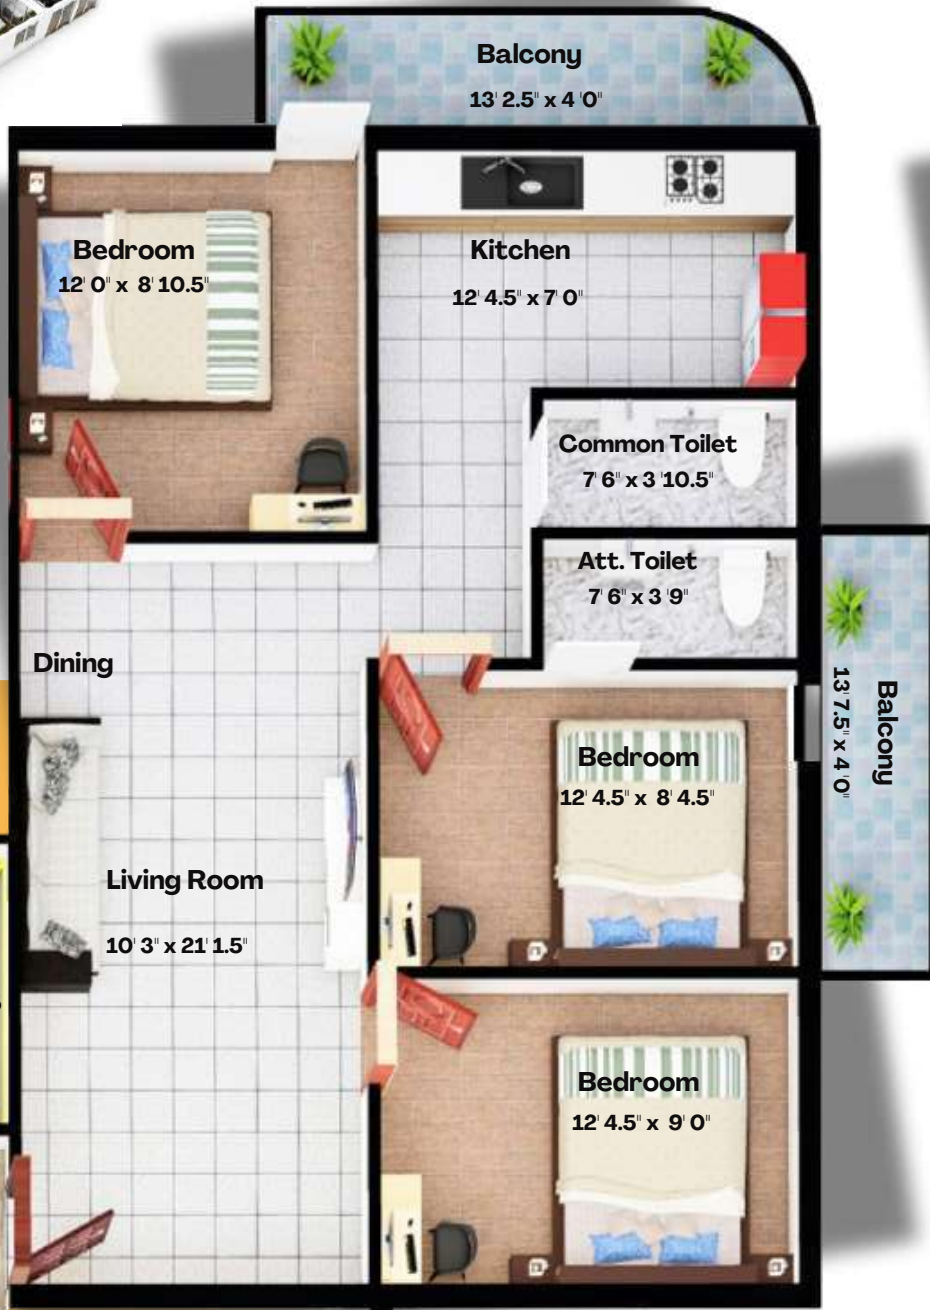 Balcony
13' 2.5" x 4 '0"
Bedroom
12' 0" x 8' 10.5"
Kitchen
12' 4.5" x 7' 0"
Common Toilet
7' 6" x 3 '10.5"
Att. Toilet
7' 6" x 3 '9"
Dining
Balcony
13' 7.5" x 4 '0"
Bedroom
12' 4.5" x 8' 4.5"
Living Room
10' 3" x 21' 1.5"
Bedroom
12' 4.5" x 9' 0"